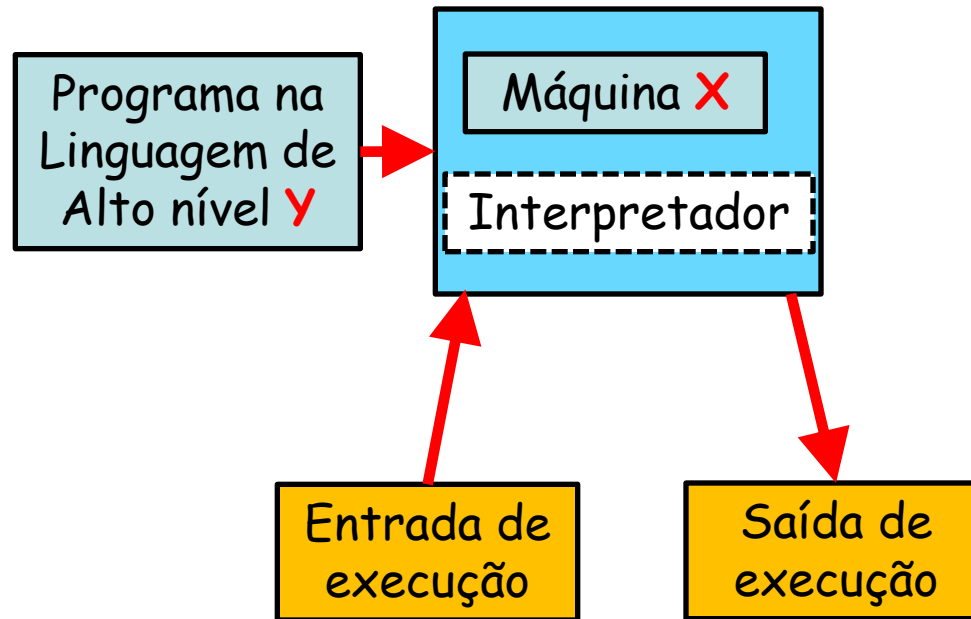 Programa na
Linguagem de
Alto nível Y
Máquina X
Interpretador
Entrada de
execução
Saída de
execução